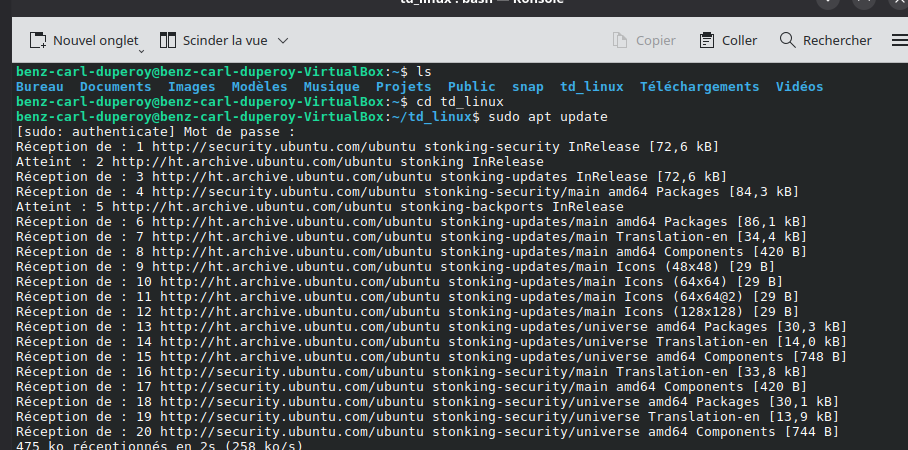 td_linux : bash — Konsole
Nouvel onglet
Scinder la vue
Copier
Coller
Rechercher
benz-carl-duperoy@benz-carl-duperoy-VirtualBox:~$ ls
Bureau Documents Images Modèles Musique Projets Public snap td_linux Téléchargements Vidéos
benz-carl-duperoy@benz-carl-duperoy-VirtualBox:~$ cd td_linux
benz-carl-duperoy@benz-carl-duperoy-VirtualBox:~/td_linux$ sudo apt update
[sudo: authenticate] Mot de passe :
Réception de : 1 http://security.ubuntu.com/ubuntu stonking-security InRelease [72,6 kB]
Atteint : 2 http://ht.archive.ubuntu.com/ubuntu stonking InRelease
Réception de : 3 http://ht.archive.ubuntu.com/ubuntu stonking-updates InRelease [72,6 kB]
Réception de : 4 http://security.ubuntu.com/ubuntu stonking-security/main amd64 Packages [84,3 kB]
Atteint : 5 http://ht.archive.ubuntu.com/ubuntu stonking-backports InRelease
Réception de : 6 http://ht.archive.ubuntu.com/ubuntu stonking-updates/main amd64 Packages [86,1 kB]
Réception de : 7 http://ht.archive.ubuntu.com/ubuntu stonking-updates/main Translation-en [34,4 kB]
Réception de : 8 http://ht.archive.ubuntu.com/ubuntu stonking-updates/main amd64 Components [420 B]
Réception de : 9 http://ht.archive.ubuntu.com/ubuntu stonking-updates/main Icons (48x48) [29 B]
Réception de : 10 http://ht.archive.ubuntu.com/ubuntu stonking-updates/main Icons (64x64) [29 B]
Réception de : 11 http://ht.archive.ubuntu.com/ubuntu stonking-updates/main Icons (64x64@2) [29 B]
Réception de : 12 http://ht.archive.ubuntu.com/ubuntu stonking-updates/main Icons (128x128) [29 B]
Réception de : 13 http://ht.archive.ubuntu.com/ubuntu stonking-updates/universe amd64 Packages [30,3 kB]
Réception de : 14 http://ht.archive.ubuntu.com/ubuntu stonking-updates/universe Translation-en [14,0 kB]
Réception de : 15 http://ht.archive.ubuntu.com/ubuntu stonking-updates/universe amd64 Components [748 B]
Réception de : 16 http://security.ubuntu.com/ubuntu stonking-security/main Translation-en [33,8 kB]
Réception de : 17 http://security.ubuntu.com/ubuntu stonking-security/main amd64 Components [420 B]
Réception de : 18 http://security.ubuntu.com/ubuntu stonking-security/universe amd64 Packages [30,1 kB]
Réception de : 19 http://security.ubuntu.com/ubuntu stonking-security/universe Translation-en [13,9 kB]
Réception de : 20 http://security.ubuntu.com/ubuntu stonking-security/universe amd64 Components [744 B]
475 ko réceptionnés en 2s (258 ko/s)